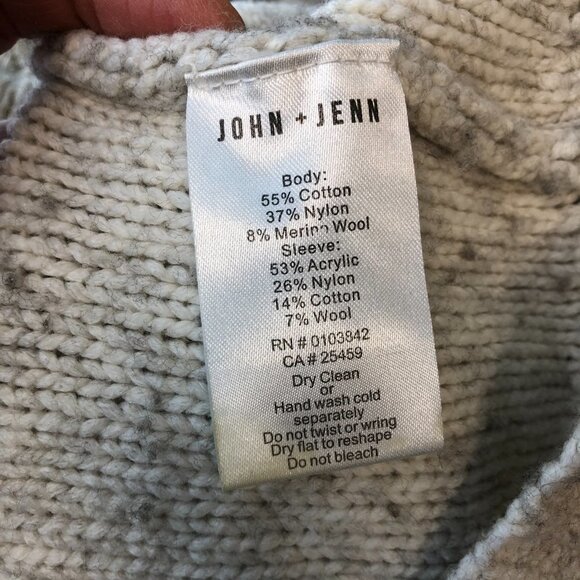 JOHN + JENN
Body:
55% Cotton
37% Nylon
8% Merino Wool
Sleeve:
53% Acrylic
26% Nylon
14% Cotton
7% Wool
RN # 0103842
CA # 25459
Dry Clean
or
Hand wash cold
separately
Do not twist or wring
Dry flat to reshape
Do not bleach